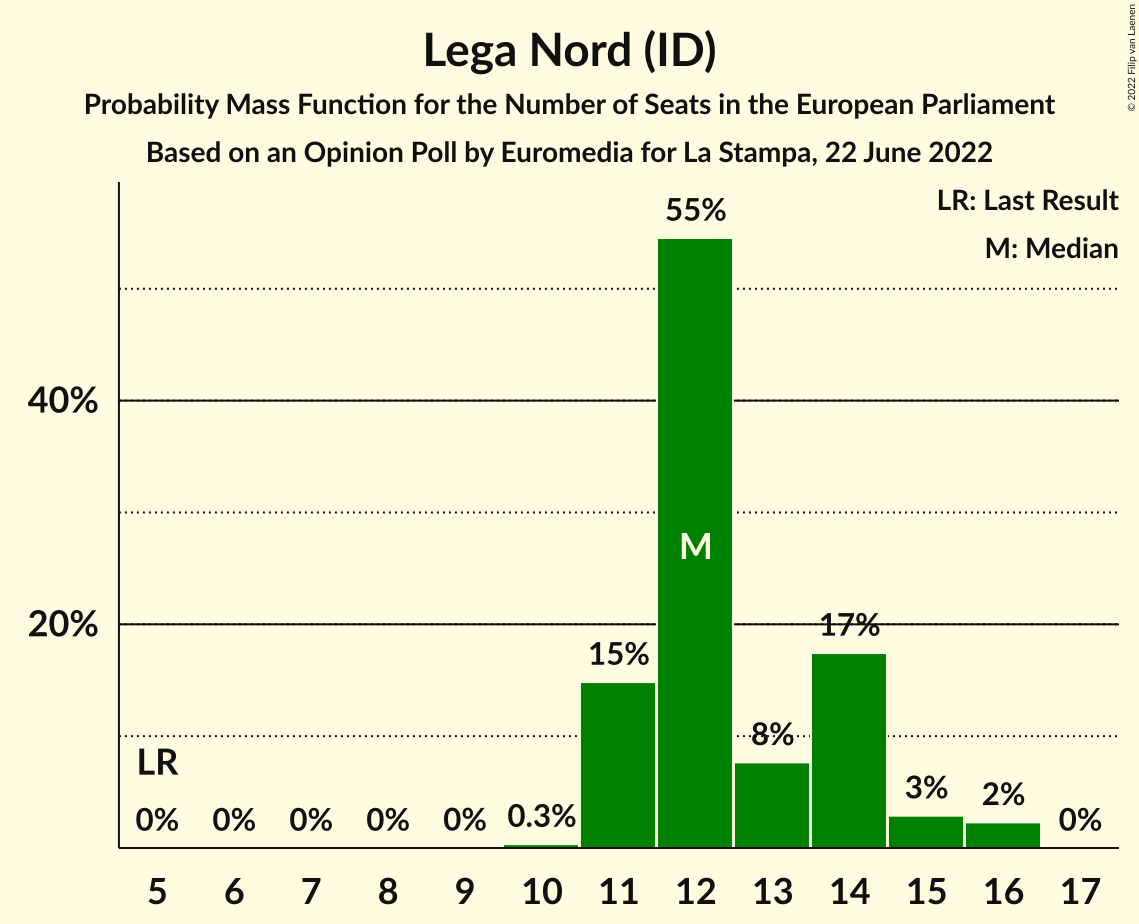 Lega Nord (ID)
Probability Mass Function for the Number of Seats in the European Parliament
Based on an Opinion Poll by Euromedia for La Stampa, 22 June 2022
© 2022 Filip van Laenen
LR: Last Result
M: Median
55%
40%
M
20%
17%
15%
8%
LR
3%
2%
0% 0% 0% 0% 0% 0.3% 0%
5 6 7 8 9 10 11 12 13 14 15 16 17